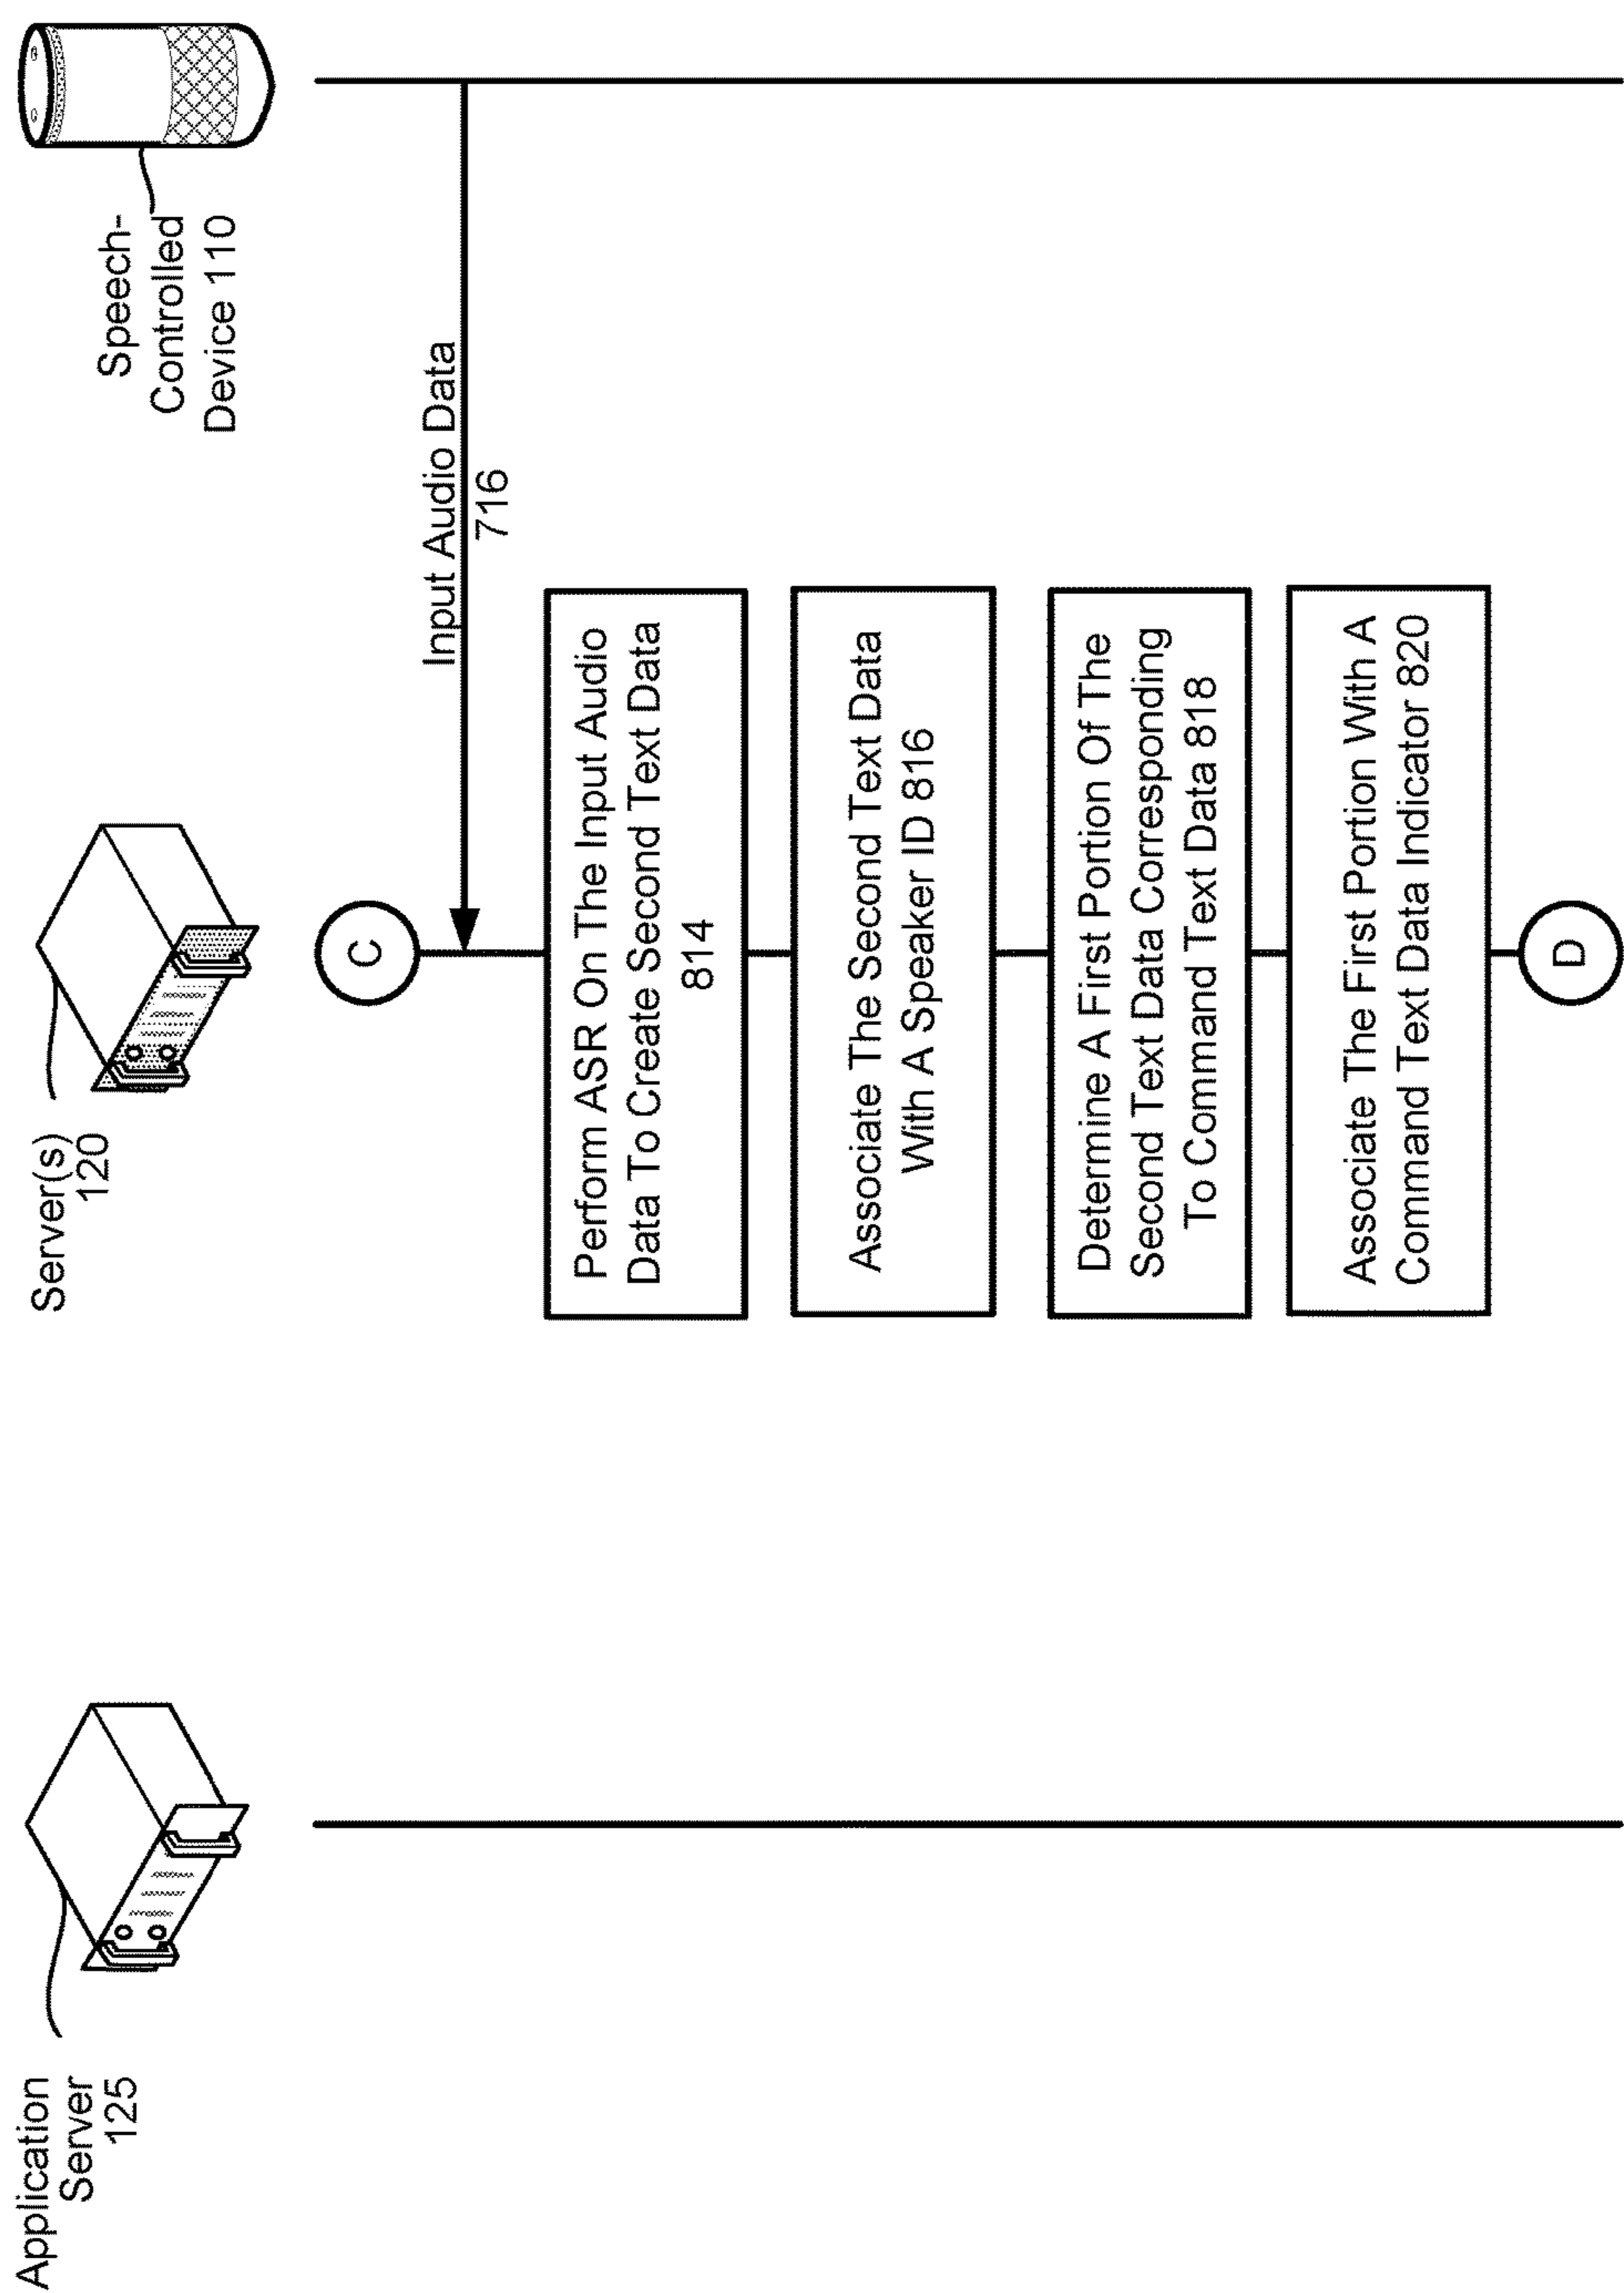 Application
Server
125
Server(s)
120
Speech-
Controlled
Device 110
C
Input Audio Data
716
Perform ASR On The Input Audio
Data To Create Second Text Data
814
Associate The Second Text Data
With A Speaker ID 816
Determine A First Portion Of The
Second Text Data Corresponding
To Command Text Data 818
Associate The First Portion With A
Command Text Data Indicator 820
D